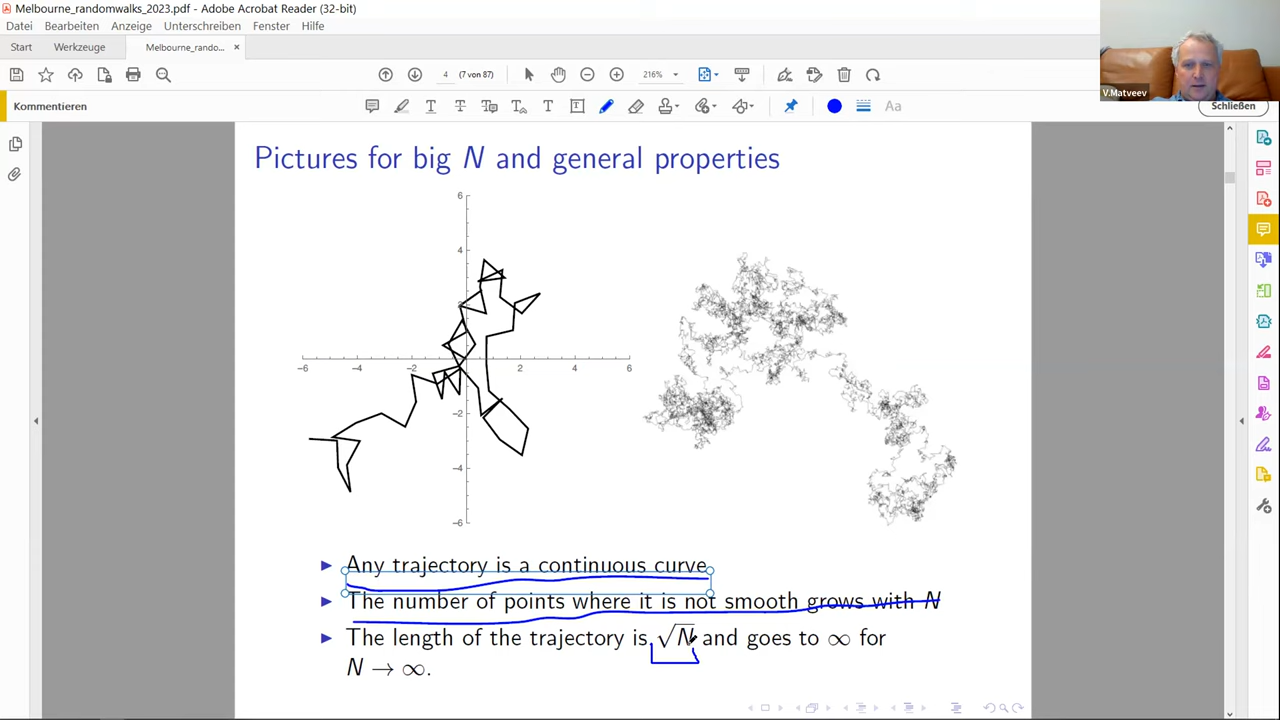 Melbourne_randomwalks_2023.pdf - Adobe Acrobat Reader (32-bit)
Datei Bearbeiten Anzeige Unterschreiben Fenster Hilfe
Start Werkzeuge Melbourne_rando... ×
4 (7 von 87) 216%
V.Matveev
Kommentieren Aa Schließen
Pictures for big N and general properties
6
4
2
-6 -4 -2 2 4 6
-2
-4
-6
▶ Any trajectory is a continuous curve
▶ The number of points where it is not smooth grows with N
▶ The length of the trajectory is √N and goes to ∞ for
N → ∞.